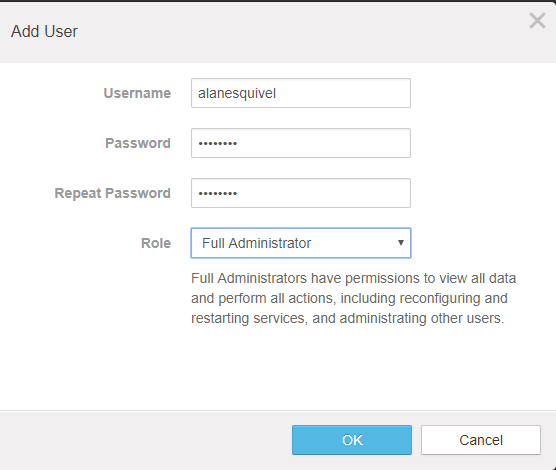 Add User
Username alanesquivel
Password ••••••••
Repeat Password ••••••••
Role Full Administrator
Full Administrators have permissions to view all data
and perform all actions, including reconfiguring and
restarting services, and administrating other users.
OK Cancel